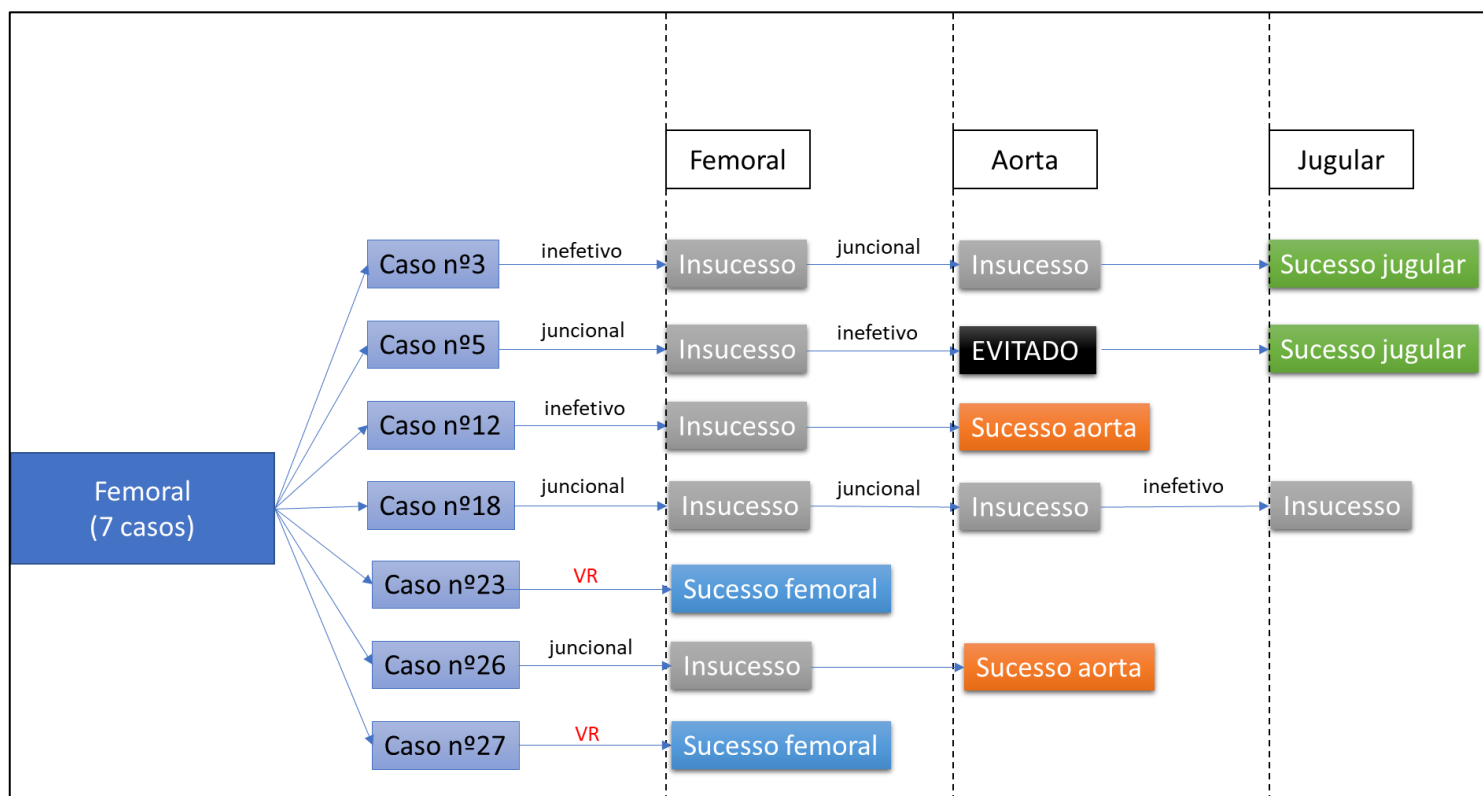 Femoral
Aorta
Jugular
Caso nº3
inefetivo
Insucesso
juncional
Insucesso
Sucesso jugular
Caso nº5
juncional
Insucesso
inefetivo
EVITADO
Sucesso jugular
Caso nº12
inefetivo
Insucesso
Sucesso aorta
Femoral
(7 casos)
Caso nº18
juncional
Insucesso
juncional
Insucesso
inefetivo
Insucesso
Caso nº23
VR
Sucesso femoral
Caso nº26
juncional
Insucesso
Sucesso aorta
Caso nº27
VR
Sucesso femoral